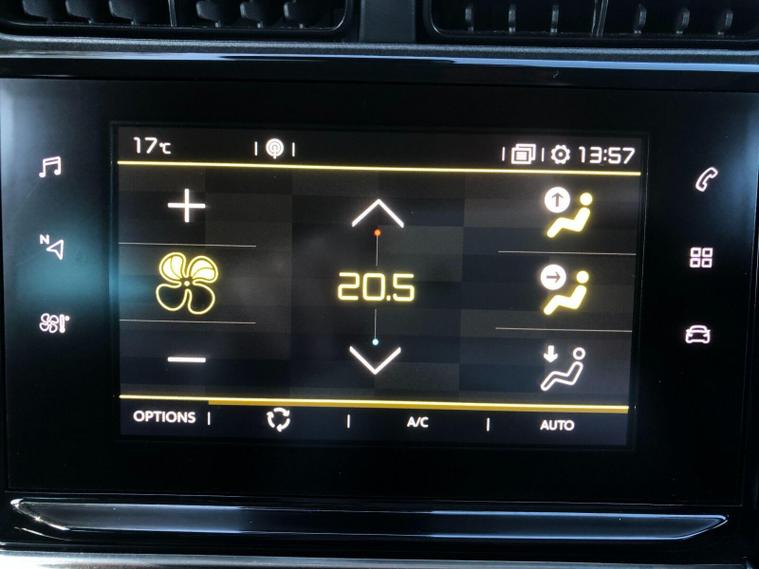 17°C
13:57
N
20.5
OPTIONS | | A/C | AUTO